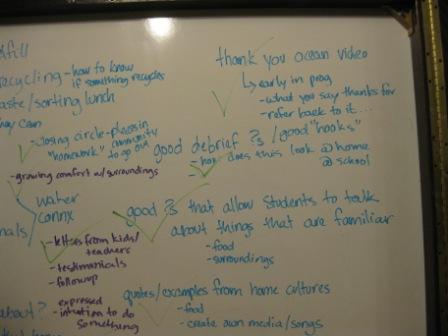 dfill
recycling - how to know
if something recycles
aste/sorting lunch
they can
- closing circle - places in
community
"homework" to go out
- growing comfort w/surroundings
water
connx
nals/
- letters from kids/
teachers
- testimonials
- followup
about?
expressed
intention to do
something
thank you ocean video
↳ early in prog
- what you say thanks for
- refer back to it...
good debrief ?s / good "hooks"
- how does this look @ home
@ school
good ?s that allow students to talk
about things that are familiar
- food
- surroundings
quotes/examples from home cultures
- food
- create own media/songs